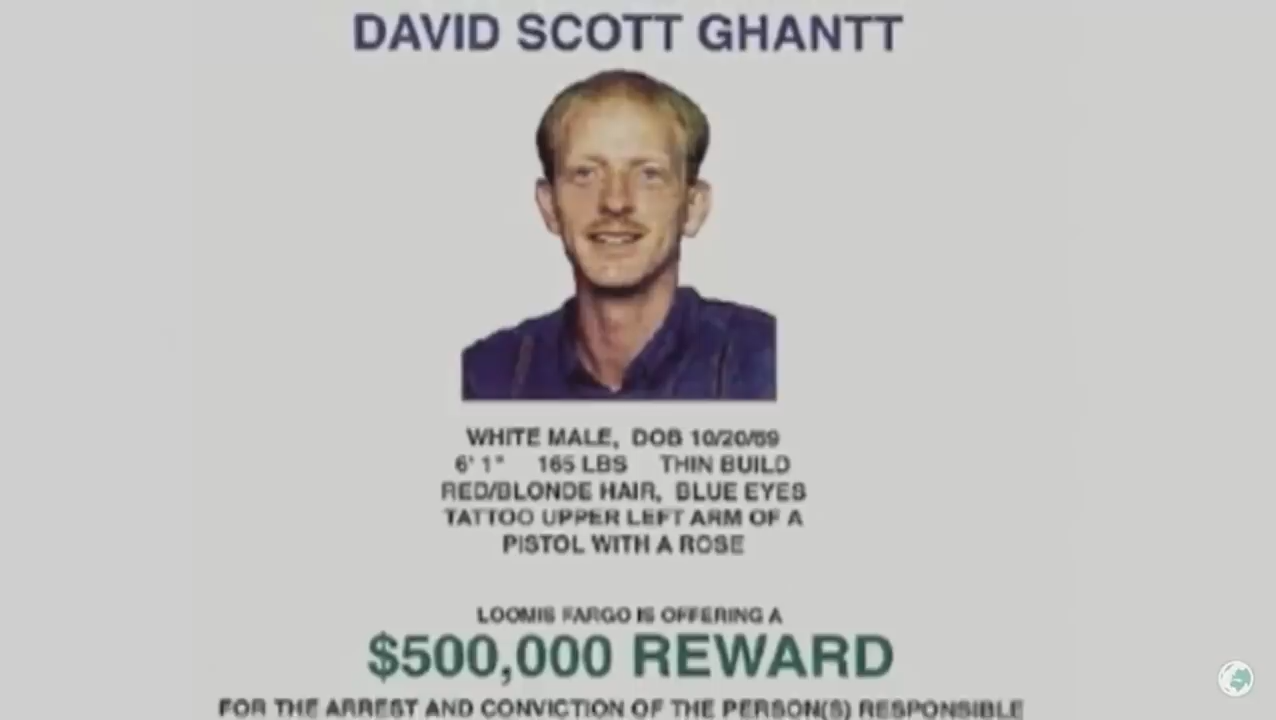 DAVID SCOTT GHANTT
WHITE MALE, DOB 10/20/69
6' 1" 165 LBS THIN BUILD
RED/BLONDE HAIR, BLUE EYES
TATTOO UPPER LEFT ARM OF A
PISTOL WITH A ROSE
LOOMIS FARGO IS OFFERING A
$500,000 REWARD
FOR THE ARREST AND CONVICTION OF THE PERSON(S) RESPONSIBLE